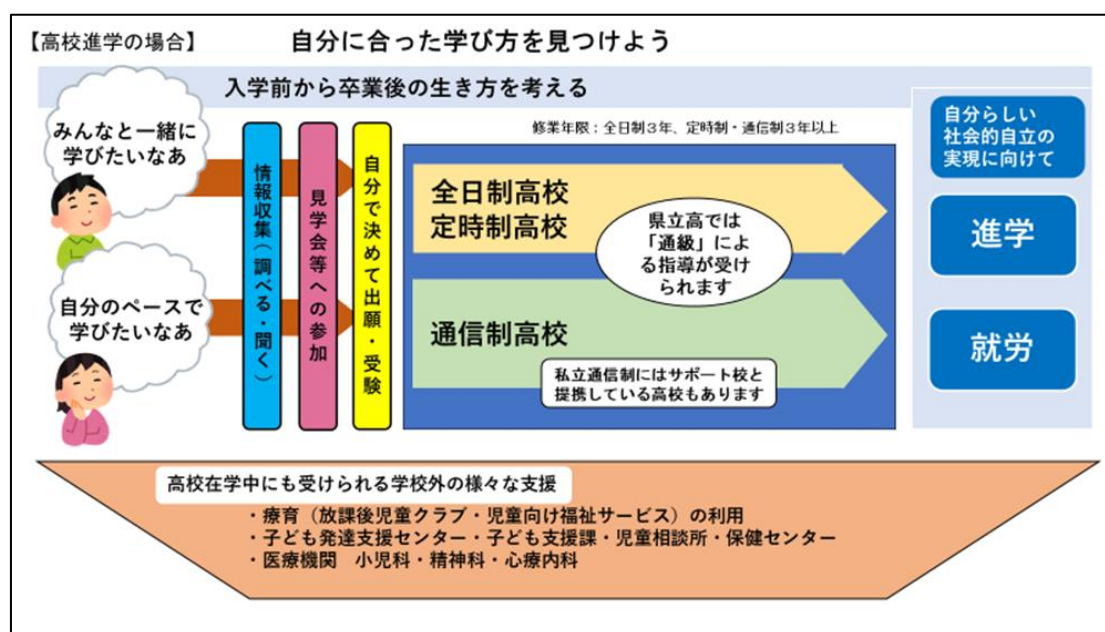 【高校進学の場合】
自分に合った学び方を見つけよう
入学前から卒業後の生き方を考える
みんなと一緒に
学びたいなあ
自分のペースで
学びたいなあ
情報収集(調べる・聞く)
見学会等への参加
自分で決めて出願・受験
修業年限：全日制３年、定時制・通信制３年以上
全日制高校
定時制高校
県立高では
「通級」によ
る指導が受け
られます
通信制高校
私立通信制にはサポート校と
提携している高校もあります
自分らしい
社会的自立の
実現に向けて
進学
就労
高校在学中にも受けられる学校外の様々な支援
・療育（放課後児童クラブ・児童向け福祉サービス）の利用
・子ども発達支援センター・子ども支援課・児童相談所・保健センター
・医療機関　小児科・精神科・心療内科